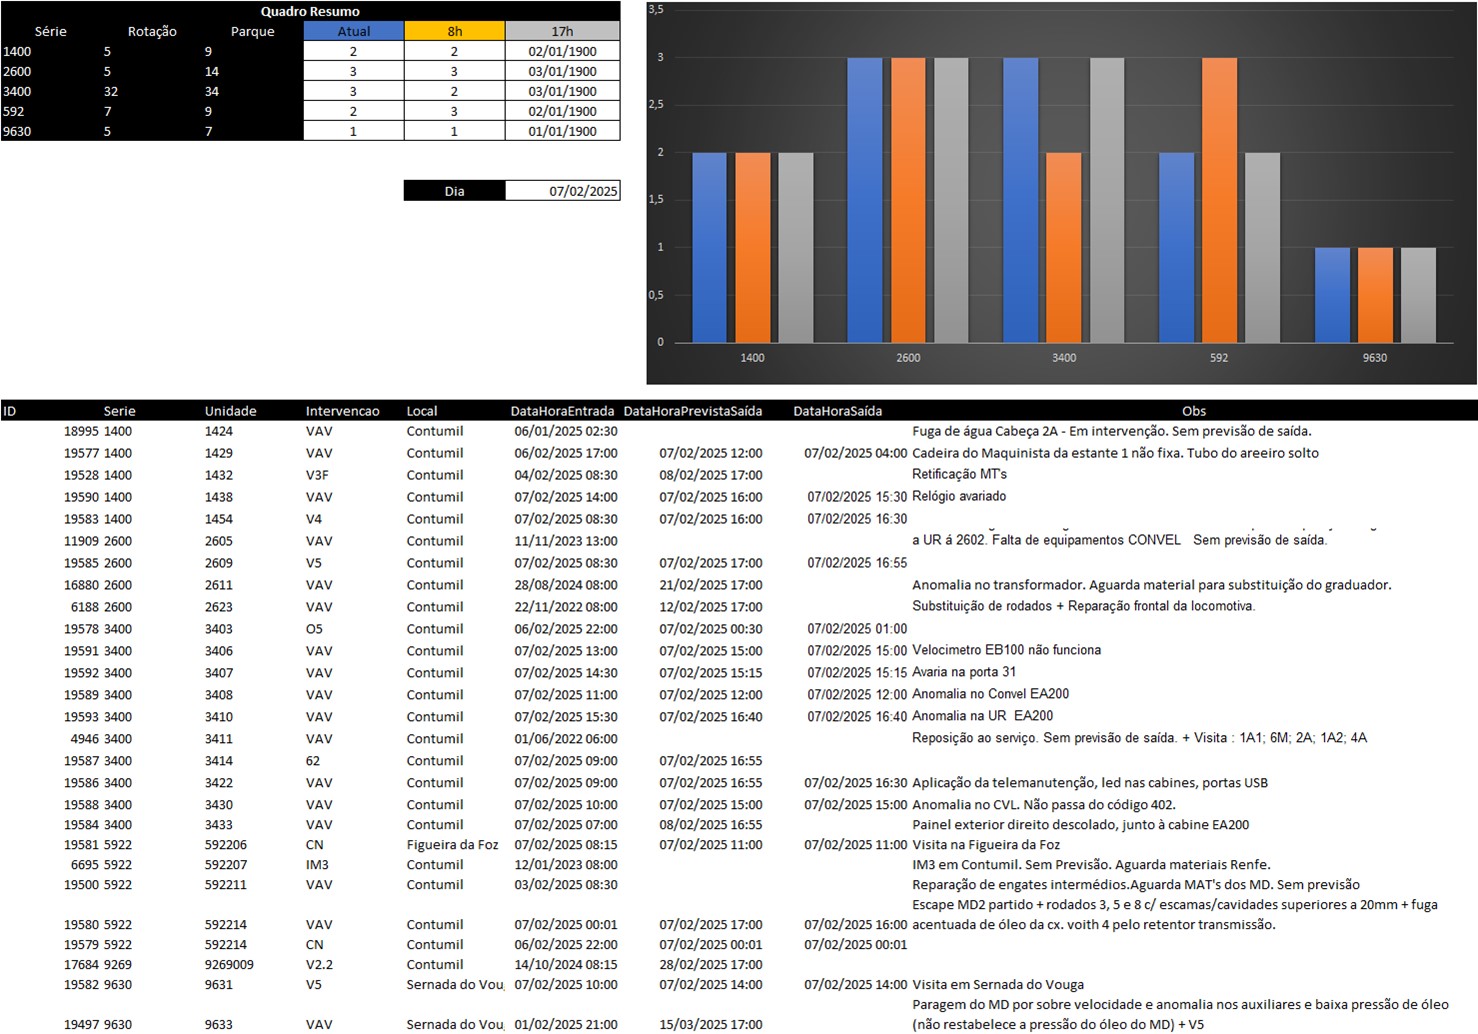 Quadro Resumo
Série Rotação Parque Atual 8h 17h
1400 5 9 2 2 02/01/1900
2600 5 14 3 3 03/01/1900
3400 32 34 3 2 03/01/1900
592 7 9 2 3 02/01/1900
9630 5 7 1 1 01/01/1900
Dia 07/02/2025
3,5
3
2,5
2
1,5
1
0,5
0
1400 2600 3400 592 9630
ID Serie Unidade Intervencao Local DataHoraEntrada DataHoraPrevistaSaída DataHoraSaída Obs
18995 1400 1424 VAV Contumil 06/01/2025 02:30 Fuga de água Cabeça 2A - Em intervenção. Sem previsão de saída.
19577 1400 1429 VAV Contumil 06/02/2025 17:00 07/02/2025 12:00 07/02/2025 04:00 Cadeira do Maquinista da estante 1 não fixa. Tubo do areeiro solto
19528 1400 1432 V3F Contumil 04/02/2025 08:30 08/02/2025 17:00 Retificação MT's
19590 1400 1438 VAV Contumil 07/02/2025 14:00 07/02/2025 16:00 07/02/2025 15:30 Relógio avariado
19583 1400 1454 V4 Contumil 07/02/2025 08:30 07/02/2025 16:00 07/02/2025 16:30
11909 2600 2605 VAV Contumil 11/11/2023 13:00 a UR á 2602. Falta de equipamentos CONVEL Sem previsão de saída.
19585 2600 2609 V5 Contumil 07/02/2025 08:30 07/02/2025 17:00 07/02/2025 16:55
16880 2600 2611 VAV Contumil 28/08/2024 08:00 21/02/2025 17:00 Anomalia no transformador. Aguarda material para substituição do graduador.
6188 2600 2623 VAV Contumil 22/11/2022 08:00 12/02/2025 17:00 Substituição de rodados + Reparação frontal da locomotiva.
19578 3400 3403 O5 Contumil 06/02/2025 22:00 07/02/2025 00:30 07/02/2025 01:00
19591 3400 3406 VAV Contumil 07/02/2025 13:00 07/02/2025 15:00 07/02/2025 15:00 Velocimetro EB100 não funciona
19592 3400 3407 VAV Contumil 07/02/2025 14:30 07/02/2025 15:15 07/02/2025 15:15 Avaria na porta 31
19589 3400 3408 VAV Contumil 07/02/2025 11:00 07/02/2025 12:00 07/02/2025 12:00 Anomalia no Convel EA200
19593 3400 3410 VAV Contumil 07/02/2025 15:30 07/02/2025 16:40 07/02/2025 16:40 Anomalia na UR EA200
4946 3400 3411 VAV Contumil 01/06/2022 06:00 Reposição ao serviço. Sem previsão de saída. + Visita : 1A1; 6M; 2A; 1A2; 4A
19587 3400 3414 62 Contumil 07/02/2025 09:00 07/02/2025 16:55
19586 3400 3422 VAV Contumil 07/02/2025 09:00 07/02/2025 16:55 07/02/2025 16:30 Aplicação da telemanutenção, led nas cabines, portas USB
19588 3400 3430 VAV Contumil 07/02/2025 10:00 07/02/2025 15:00 07/02/2025 15:00 Anomalia no CVL. Não passa do código 402.
19584 3400 3433 VAV Contumil 07/02/2025 07:00 08/02/2025 16:55 Painel exterior direito descolado, junto à cabine EA200
19581 5922 592206 CN Figueira da Foz 07/02/2025 08:15 07/02/2025 11:00 07/02/2025 11:00 Visita na Figueira da Foz
6695 5922 592207 IM3 Contumil 12/01/2023 08:00 IM3 em Contumil. Sem Previsão. Aguarda materiais Renfe.
19500 5922 592211 VAV Contumil 03/02/2025 08:30 Reparação de engates intermédios.Aguarda MAT's dos MD. Sem previsão
Escape MD2 partido + rodados 3, 5 e 8 c/ escamas/cavidades superiores a 20mm + fuga
19580 5922 592214 VAV Contumil 07/02/2025 00:01 07/02/2025 17:00 07/02/2025 16:00 acentuada de óleo da cx. voith 4 pelo retentor transmissão.
19579 5922 592214 CN Contumil 06/02/2025 22:00 07/02/2025 00:01 07/02/2025 00:01
17684 9269 9269009 V2.2 Contumil 14/10/2024 08:15 28/02/2025 17:00
19582 9630 9631 V5 Sernada do Vou 07/02/2025 10:00 07/02/2025 14:00 07/02/2025 14:00 Visita em Sernada do Vouga
Paragem do MD por sobre velocidade e anomalia nos auxiliares e baixa pressão de óleo
19497 9630 9633 VAV Sernada do Vou 01/02/2025 21:00 15/03/2025 17:00 (não restabelece a pressão do óleo do MD) + V5